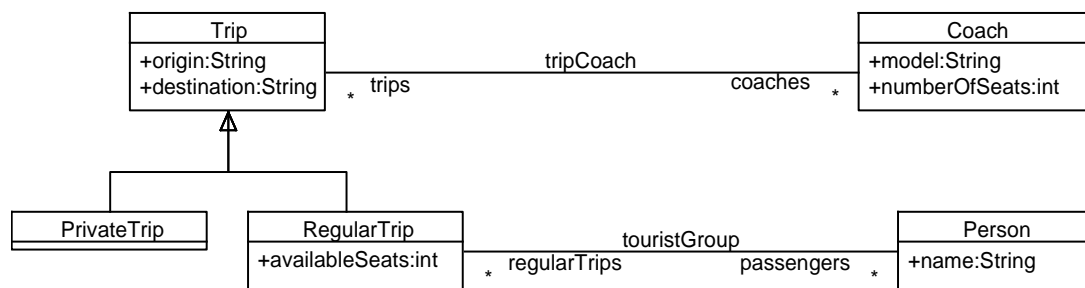 Trip
+origin:String
+destination:String
tripCoach
* trips
coaches *
Coach
+model:String
+numberOfSeats:int
PrivateTrip
RegularTrip
+availableSeats:int
touristGroup
* regularTrips
passengers *
Person
+name:String